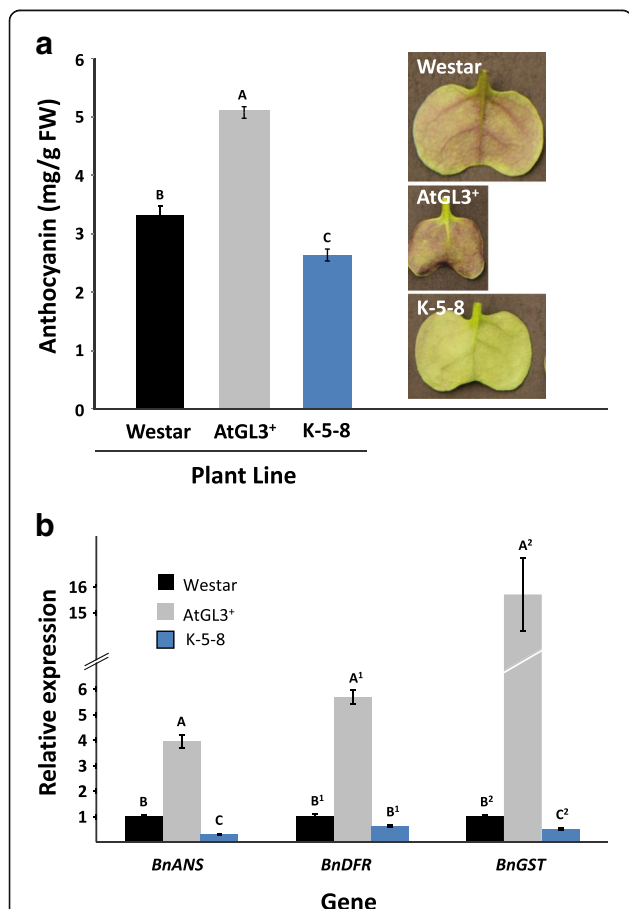 a
6
5
4
3
2
1
0
Anthocyanin (mg/g FW)
B
A
C
Westar
AtGL3⁺
K-5-8
Plant Line
Westar
AtGL3⁺
K-5-8
b
16
15
6
5
4
3
2
1
Relative expression
Westar
AtGL3⁺
K-5-8
B
A
C
B¹
A¹
B¹
B²
A²
C²
BnANS
BnDFR
BnGST
Gene